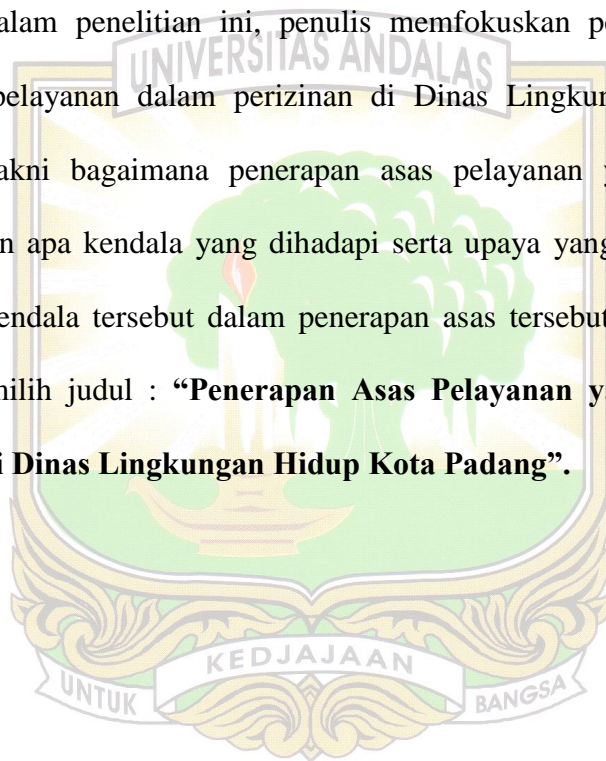 alam penelitian ini, penulis memfokuskan pe
UNIVERSITAS ANDALAS
pelayanan dalam perizinan di Dinas Lingkun
akni bagaimana penerapan asas pelayanan y
n apa kendala yang dihadapi serta upaya yang
endala tersebut dalam penerapan asas tersebut
nilih judul : “Penerapan Asas Pelayanan ya
i Dinas Lingkungan Hidup Kota Padang”.
UNTUK KEDJAJAAN BANGSA